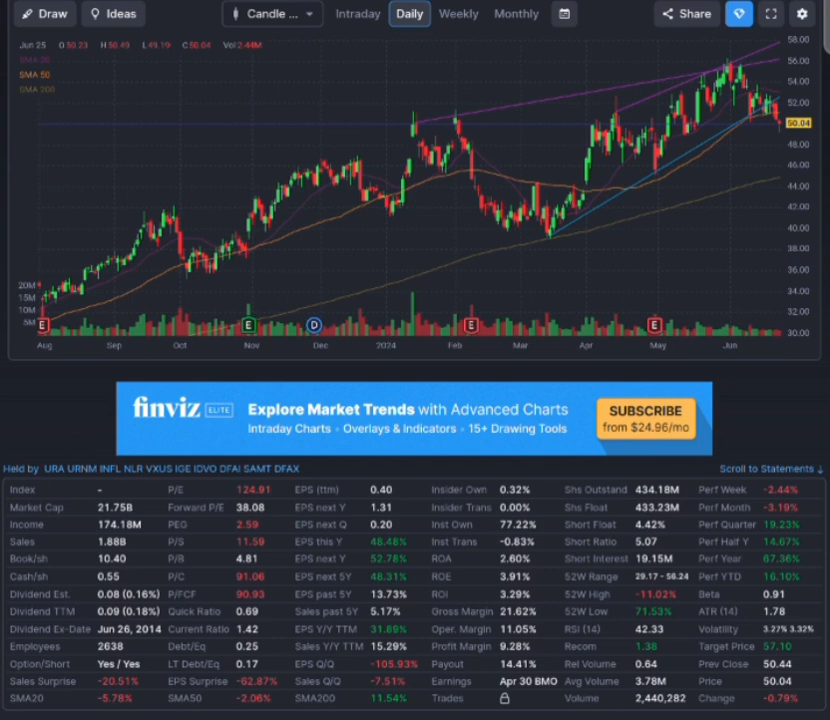 Draw Ideas Candle ... Intraday Daily Weekly Monthly Share
Jun 25 O50.23 H50.49 L49.19 C50.04 Vol2.44M
SMA 20
SMA 50
SMA 200
58.00
56.00
54.00
52.00
50.04
48.00
46.00
44.00
42.00
40.00
38.00
36.00
34.00
32.00
30.00
20M
15M
10M
5M
E E D E E
Aug Sep Oct Nov Dec 2024 Feb Mar Apr May Jun
finviz ELITE Explore Market Trends with Advanced Charts
Intraday Charts • Overlays & Indicators • 15+ Drawing Tools
SUBSCRIBE
from $24.96/mo
Held by URA URNM INFL NLR VXUS IGE IDVO DFAI SAMT DFAX Scroll to Statements ↓
Index - P/E 124.91 EPS (ttm) 0.40 Insider Own 0.32% Shs Outstand 434.18M Perf Week -2.44%
Market Cap 21.75B Forward P/E 38.08 EPS next Y 1.31 Insider Trans 0.00% Shs Float 433.23M Perf Month -3.19%
Income 174.18M PEG 2.59 EPS next Q 0.20 Inst Own 77.22% Short Float 4.42% Perf Quarter 19.23%
Sales 1.88B P/S 11.59 EPS this Y 48.48% Inst Trans -0.83% Short Ratio 5.07 Perf Half Y 14.67%
Book/sh 10.40 P/B 4.81 EPS next Y 52.78% ROA 2.60% Short Interest 19.15M Perf Year 67.36%
Cash/sh 0.55 P/C 91.06 EPS next 5Y 48.31% ROE 3.91% 52W Range 29.17 - 56.24 Perf YTD 16.10%
Dividend Est. 0.08 (0.16%) P/FCF 90.93 EPS past 5Y 13.73% ROI 3.29% 52W High -11.02% Beta 0.91
Dividend TTM 0.09 (0.18%) Quick Ratio 0.69 Sales past 5Y 5.17% Gross Margin 21.62% 52W Low 71.53% ATR (14) 1.78
Dividend Ex-Date Jun 26, 2014 Current Ratio 1.42 EPS Y/Y TTM 31.89% Oper. Margin 11.05% RSI (14) 42.33 Volatility 3.27% 3.32%
Employees 2638 Debt/Eq 0.25 Sales Y/Y TTM 15.29% Profit Margin 9.28% Recom 1.38 Target Price 57.10
Option/Short Yes / Yes LT Debt/Eq 0.17 EPS Q/Q -105.93% Payout 14.41% Rel Volume 0.64 Prev Close 50.44
Sales Surprise -20.51% EPS Surprise -62.87% Sales Q/Q -7.51% Earnings Apr 30 BMO Avg Volume 3.78M Price 50.04
SMA20 -5.78% SMA50 -2.06% SMA200 11.54% Trades Volume 2,440,282 Change -0.79%